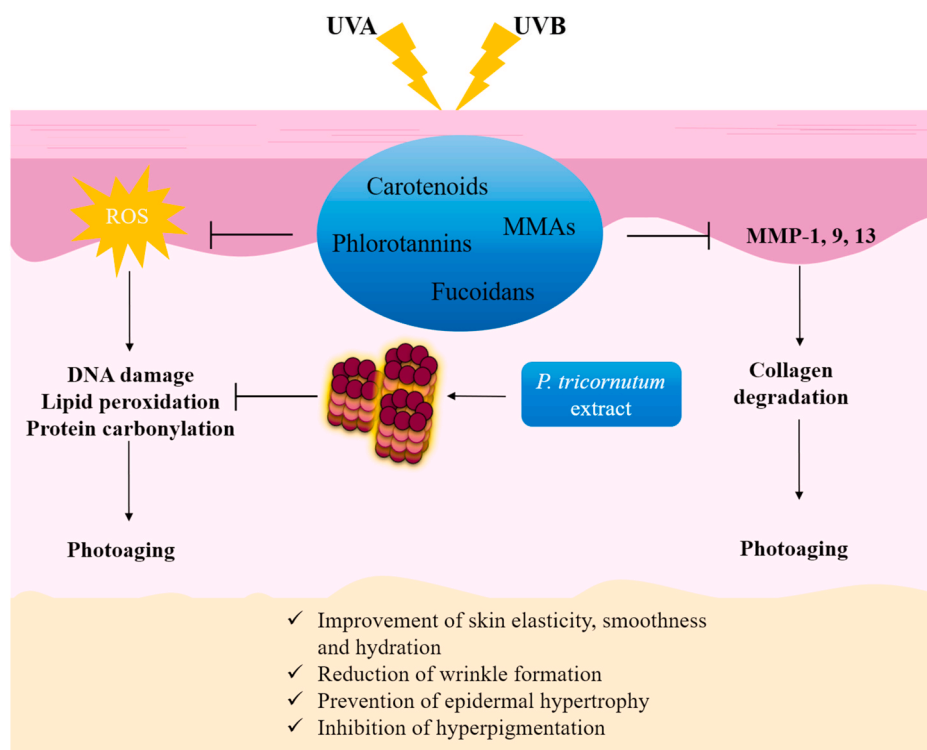 UVA
UVB
Carotenoids
MMAs
Phlorotannins
Fucoidans
ROS
MMP-1, 9, 13
DNA damage
Lipid peroxidation
Protein carbonylation
P. tricornutum
extract
Collagen
degradation
Photoaging
Photoaging
✓ Improvement of skin elasticity, smoothness
and hydration
✓ Reduction of wrinkle formation
✓ Prevention of epidermal hypertrophy
✓ Inhibition of hyperpigmentation